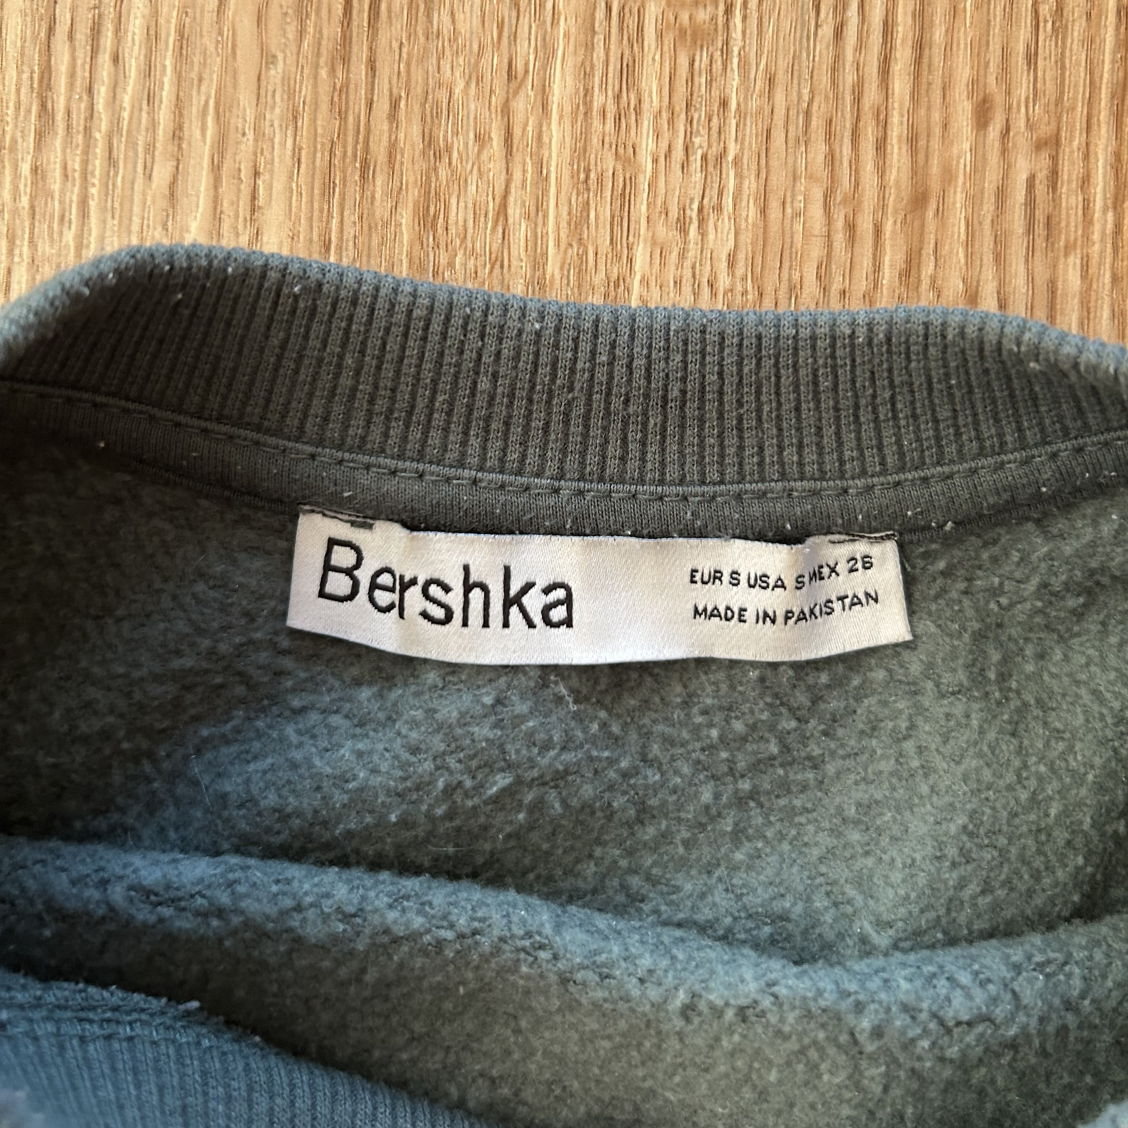 Bershka
EUR S USA S MEX 26
MADE IN PAKISTAN